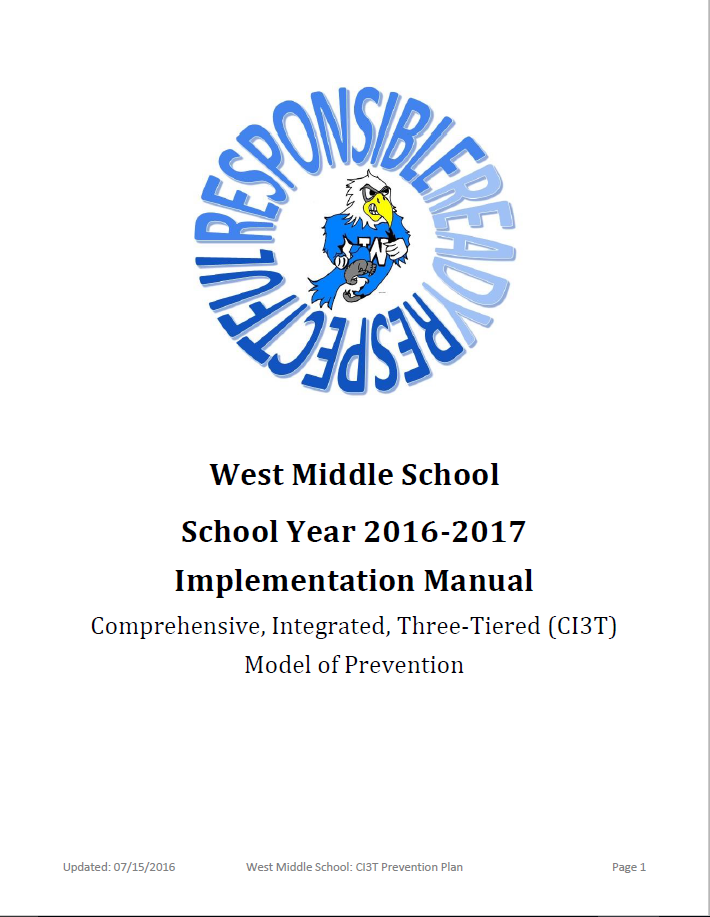 RESPONSIBLE READY RESPECTFUL
West Middle School
School Year 2016-2017
Implementation Manual
Comprehensive, Integrated, Three-Tiered (CI3T)
Model of Prevention
Updated: 07/15/2016 West Middle School: CI3T Prevention Plan Page 1